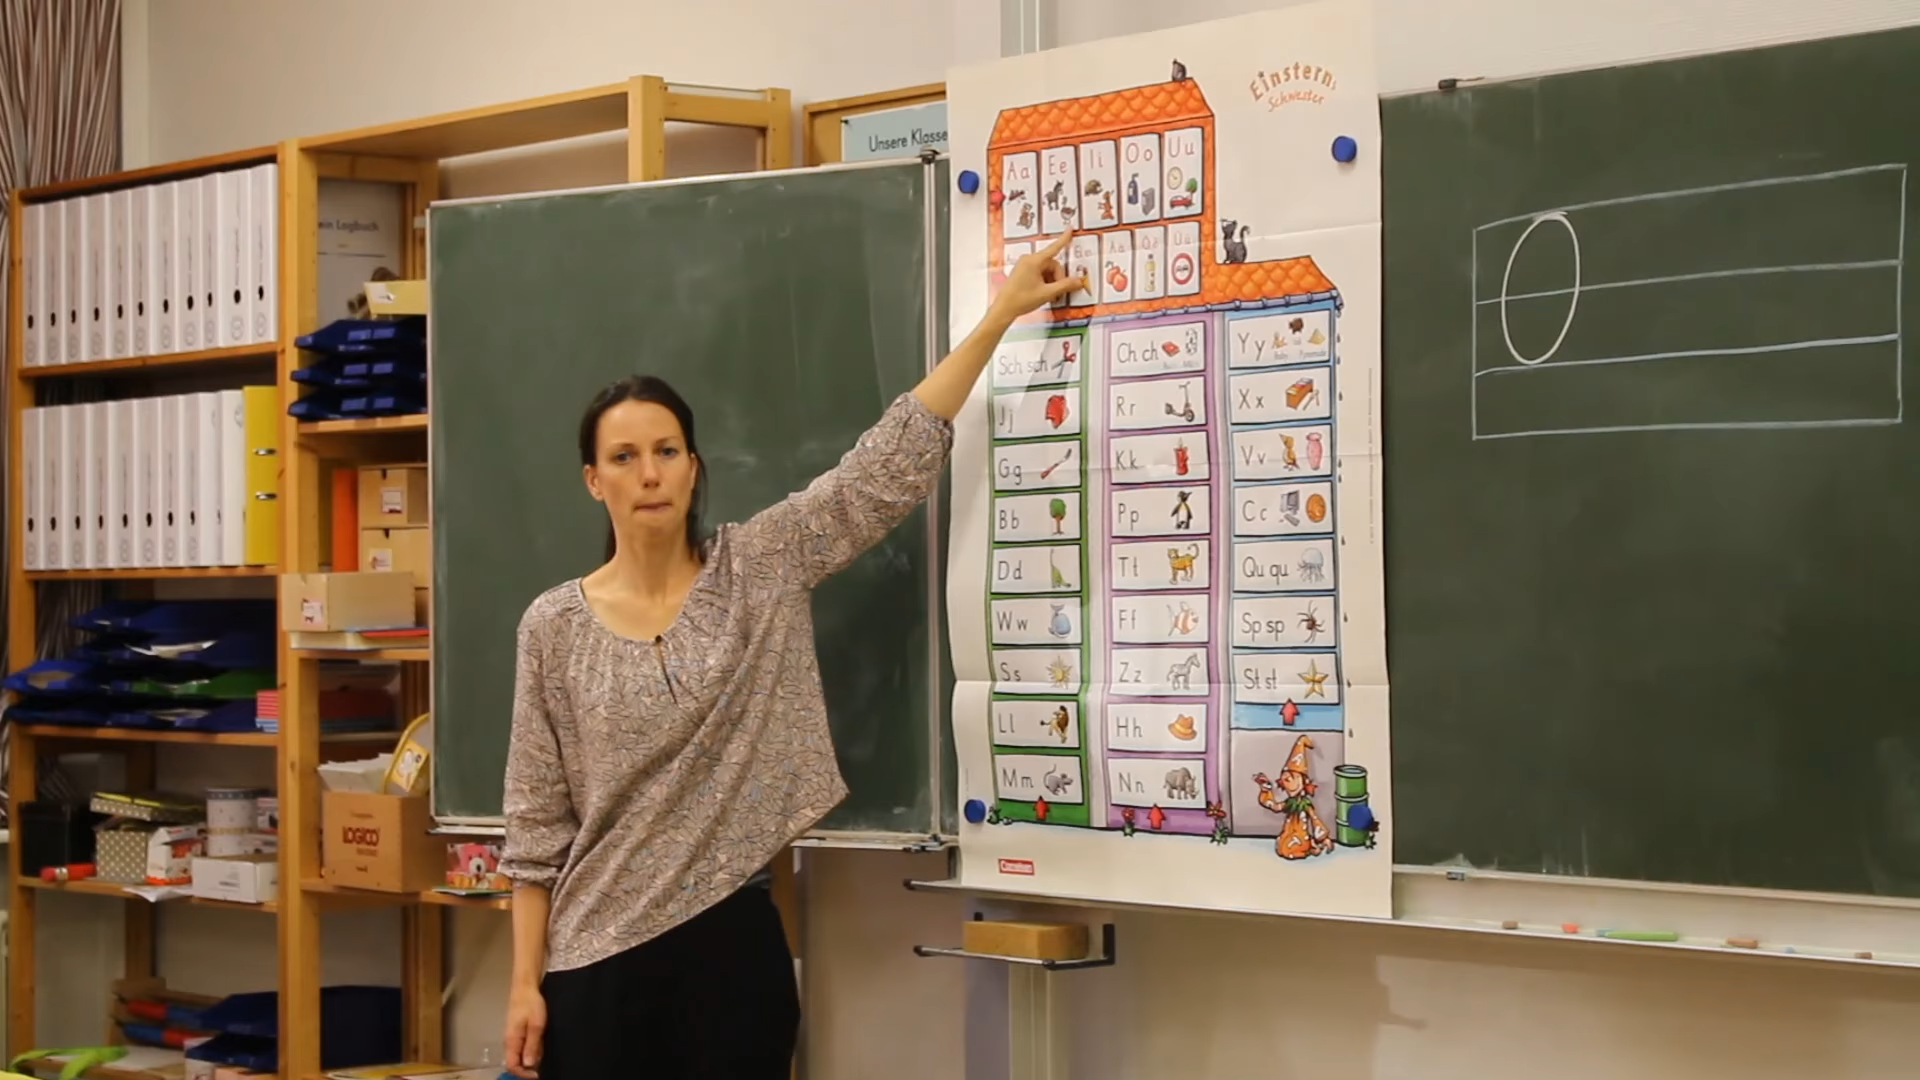 Unsere Klasse
ein Logbuch
Einsterns
Schwester
Aa Ee Ii Oo Uu
Sch sch
Ch ch
Y y
Jj
Rr
Xx
Gg
Kk
Vv
Bb
Pp
Cc
Dd
Tt
Qu qu
Ww
Ff
Sp sp
Ss
Zz
St st
Ll
Hh
Mm
Nn
LOGICO
Cornelsen
O